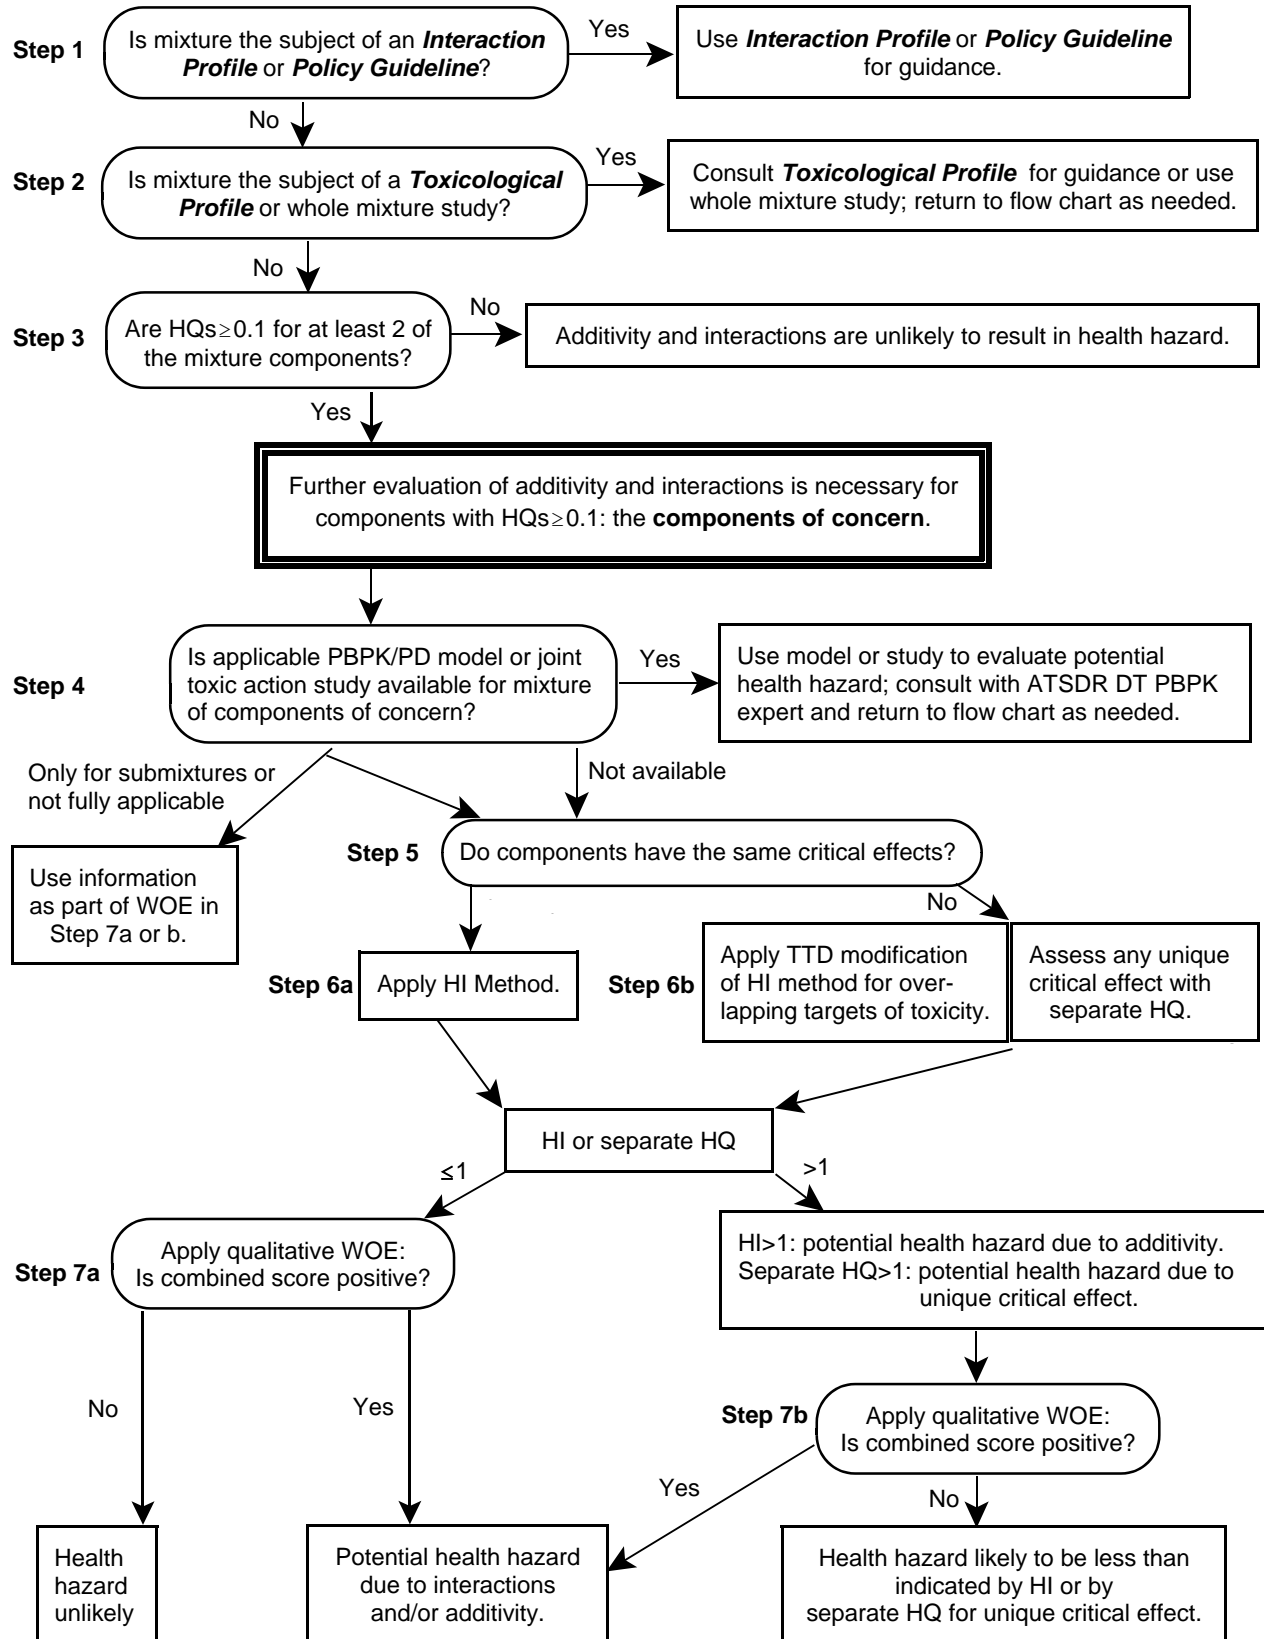 Step 1
Is mixture the subject of an Interaction
Profile or Policy Guideline?
Yes
Use Interaction Profile or Policy Guideline
for guidance.
No
Step 2
Is mixture the subject of a Toxicological
Profile or whole mixture study?
Yes
Consult Toxicological Profile for guidance or use
whole mixture study; return to flow chart as needed.
No
Step 3
Are HQs≥0.1 for at least 2 of
the mixture components?
No
Additivity and interactions are unlikely to result in health hazard.
Yes
Further evaluation of additivity and interactions is necessary for
components with HQs≥0.1: the components of concern.
Step 4
Is applicable PBPK/PD model or joint
toxic action study available for mixture
of components of concern?
Yes
Use model or study to evaluate potential
health hazard; consult with ATSDR DT PBPK
expert and return to flow chart as needed.
Only for submixtures or
not fully applicable
Not available
Use information
as part of WOE in
Step 7a or b.
Step 5
Do components have the same critical effects?
No
Step 6a
Apply HI Method.
Step 6b
Apply TTD modification
of HI method for over-
lapping targets of toxicity.
Assess any unique
critical effect with
separate HQ.
HI or separate HQ
≤1
>1
Step 7a
Apply qualitative WOE:
Is combined score positive?
HI>1: potential health hazard due to additivity.
Separate HQ>1: potential health hazard due to
unique critical effect.
No
Yes
Step 7b
Apply qualitative WOE:
Is combined score positive?
Yes
No
Health
hazard
unlikely
Potential health hazard
due to interactions
and/or additivity.
Health hazard likely to be less than
indicated by HI or by
separate HQ for unique critical effect.